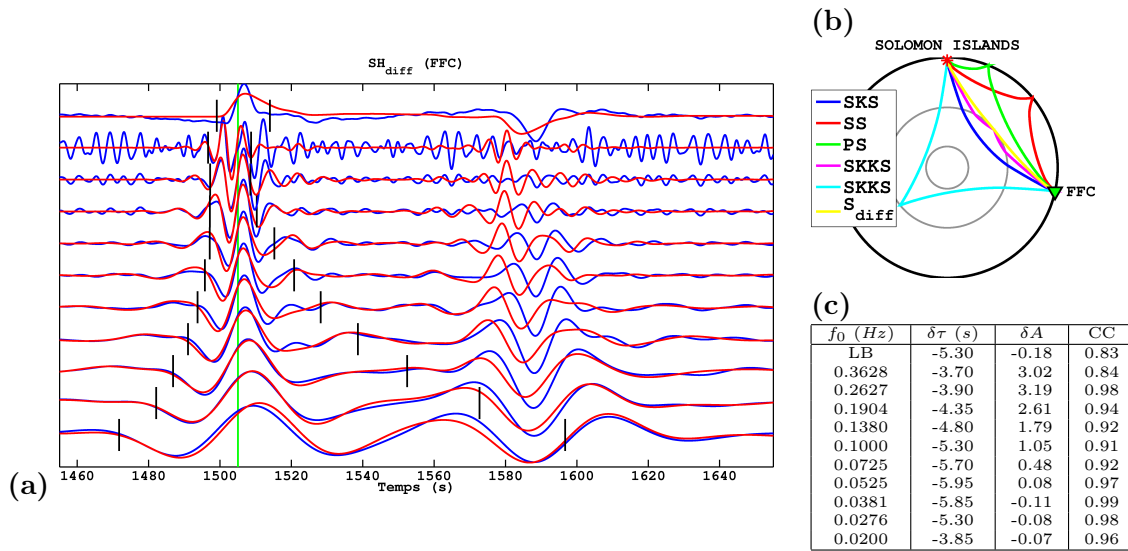 (a)
SH diff (FFC)
1460 1480 1500 1520 1540 1560 1580 1600 1620 1640
Temps (s)
(b)
SOLOMON ISLANDS
SKS
SS
PS
SKKS
SKKS
S diff
FFC
(c)
f0 (Hz) δτ (s) δA CC
LB -5.30 -0.18 0.83
0.3628 -3.70 3.02 0.84
0.2627 -3.90 3.19 0.98
0.1904 -4.35 2.61 0.94
0.1380 -4.80 1.79 0.92
0.1000 -5.30 1.05 0.91
0.0725 -5.70 0.48 0.92
0.0525 -5.95 0.08 0.97
0.0381 -5.85 -0.11 0.99
0.0276 -5.30 -0.08 0.98
0.0200 -3.85 -0.07 0.96